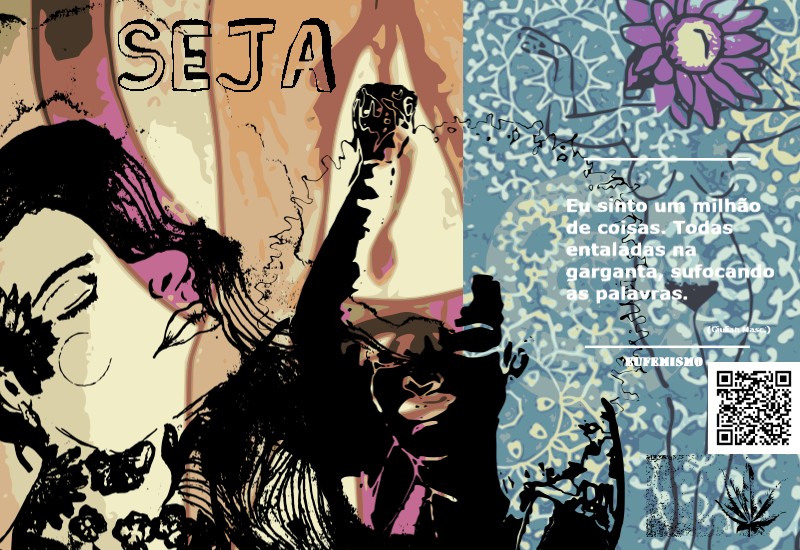 SEJA
Eu sinto um milhão
de coisas. Todas
entaladas na
garganta, sufocando
as palavras.
EUFEMISMO